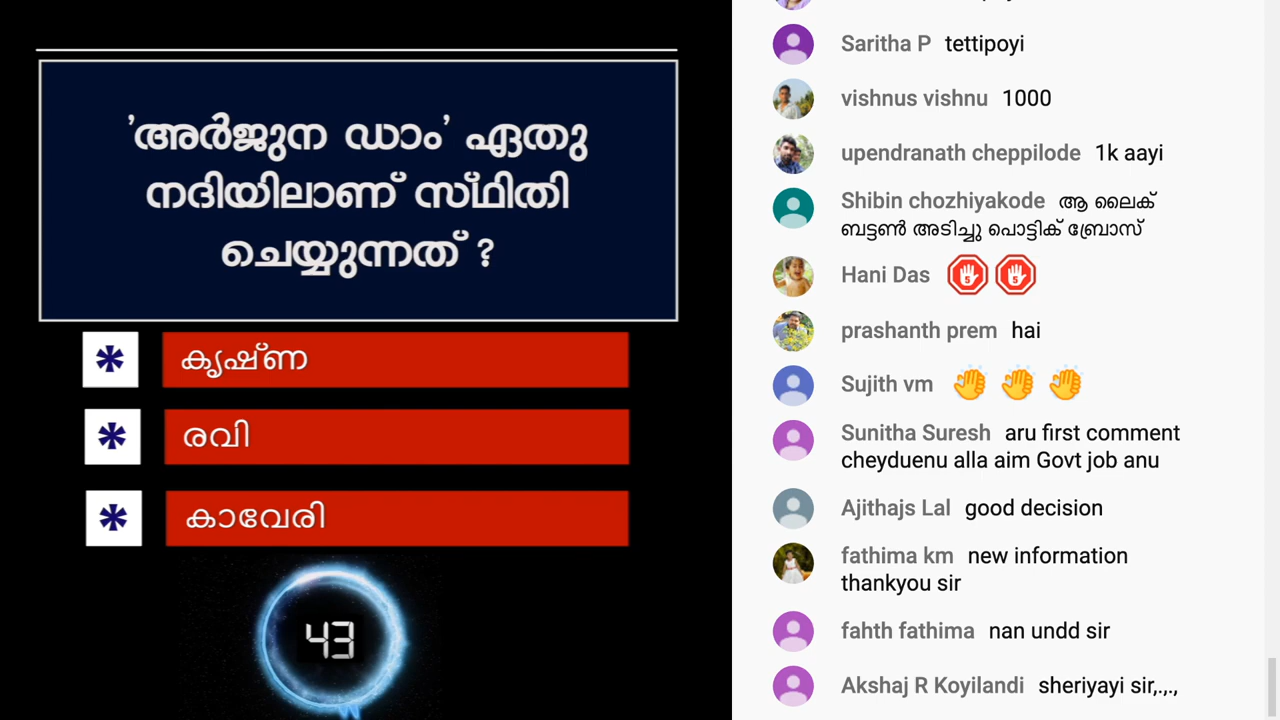 'അർജുന ഡാം' ഏതു
നദിയിലാണ് സ്ഥിതി
ചെയ്യുന്നത് ?
* കൃഷ്ണ
* രവി
* കാവേരി
43
Saritha P tettipoyi
vishnus vishnu 1000
upendranath cheppilode 1k aayi
Shibin chozhiyakode ആ ലൈക്
ബട്ടൺ അടിച്ചു പൊട്ടിക് ബ്രോസ്
Hani Das 5 5
prashanth prem hai
Sujith vm
Sunitha Suresh aru first comment
cheyduenu alla aim Govt job anu
Ajithajs Lal good decision
fathima km new information
thankyou sir
fahth fathima nan undd sir
Akshaj R Koyilandi sheriyayi sir,.,.,